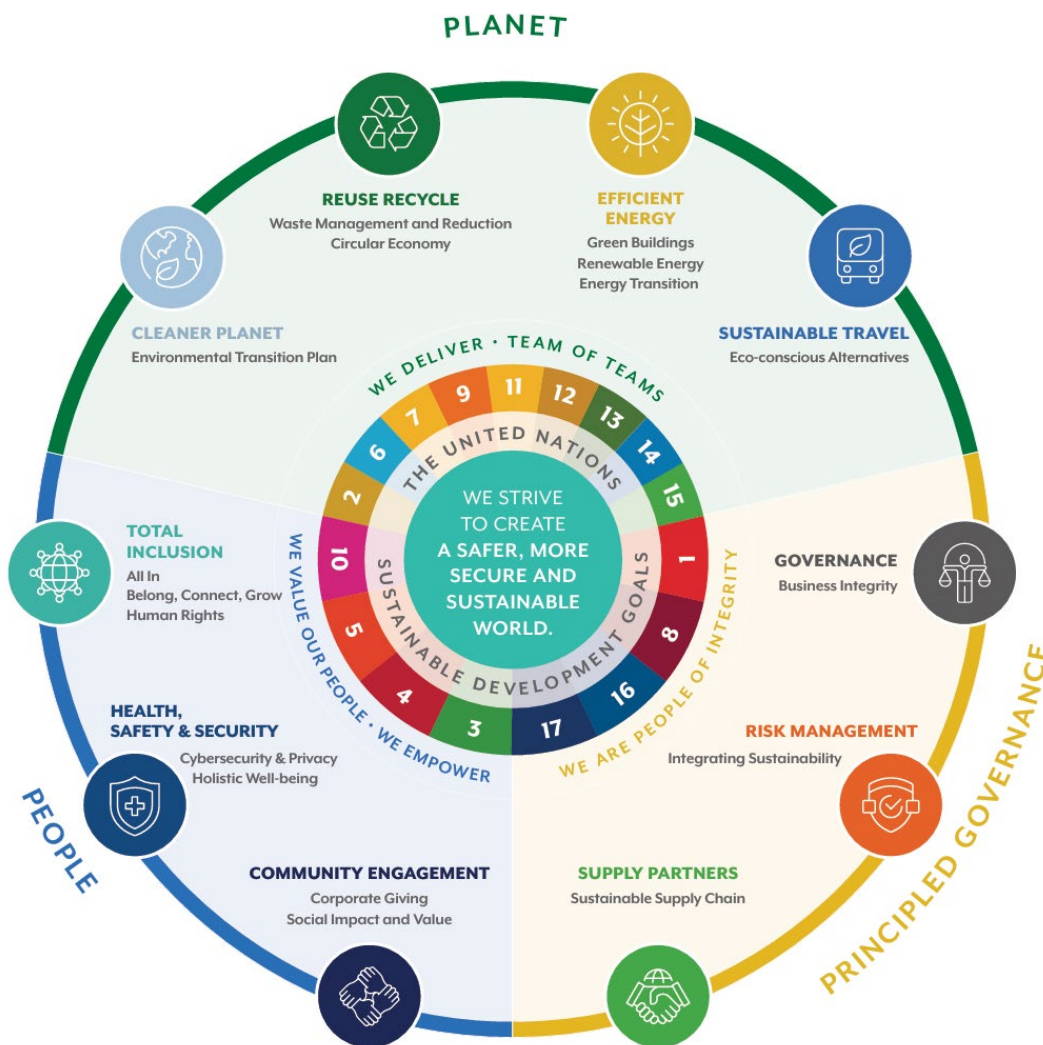 PLANET
REUSE RECYCLE
Waste Management and Reduction
Circular Economy
EFFICIENT
ENERGY
Green Buildings
Renewable Energy
Energy Transition
CLEANER PLANET
Environmental Transition Plan
SUSTAINABLE TRAVEL
Eco-conscious Alternatives
WE DELIVER · TEAM OF TEAMS
2
6
7
9
11
12
13
14
15
1
8
16
17
3
4
5
10
THE UNITED NATIONS
SUSTAINABLE DEVELOPMENT GOALS
WE STRIVE
TO CREATE
A SAFER, MORE
SECURE AND
SUSTAINABLE
WORLD.
WE VALUE OUR PEOPLE · WE EMPOWER
WE ARE PEOPLE OF INTEGRITY
TOTAL
INCLUSION
All In
Belong, Connect, Grow
Human Rights
GOVERNANCE
Business Integrity
HEALTH,
SAFETY & SECURITY
Cybersecurity & Privacy
Holistic Well-being
RISK MANAGEMENT
Integrating Sustainability
COMMUNITY ENGAGEMENT
Corporate Giving
Social Impact and Value
SUPPLY PARTNERS
Sustainable Supply Chain
PEOPLE
PRINCIPLED GOVERNANCE